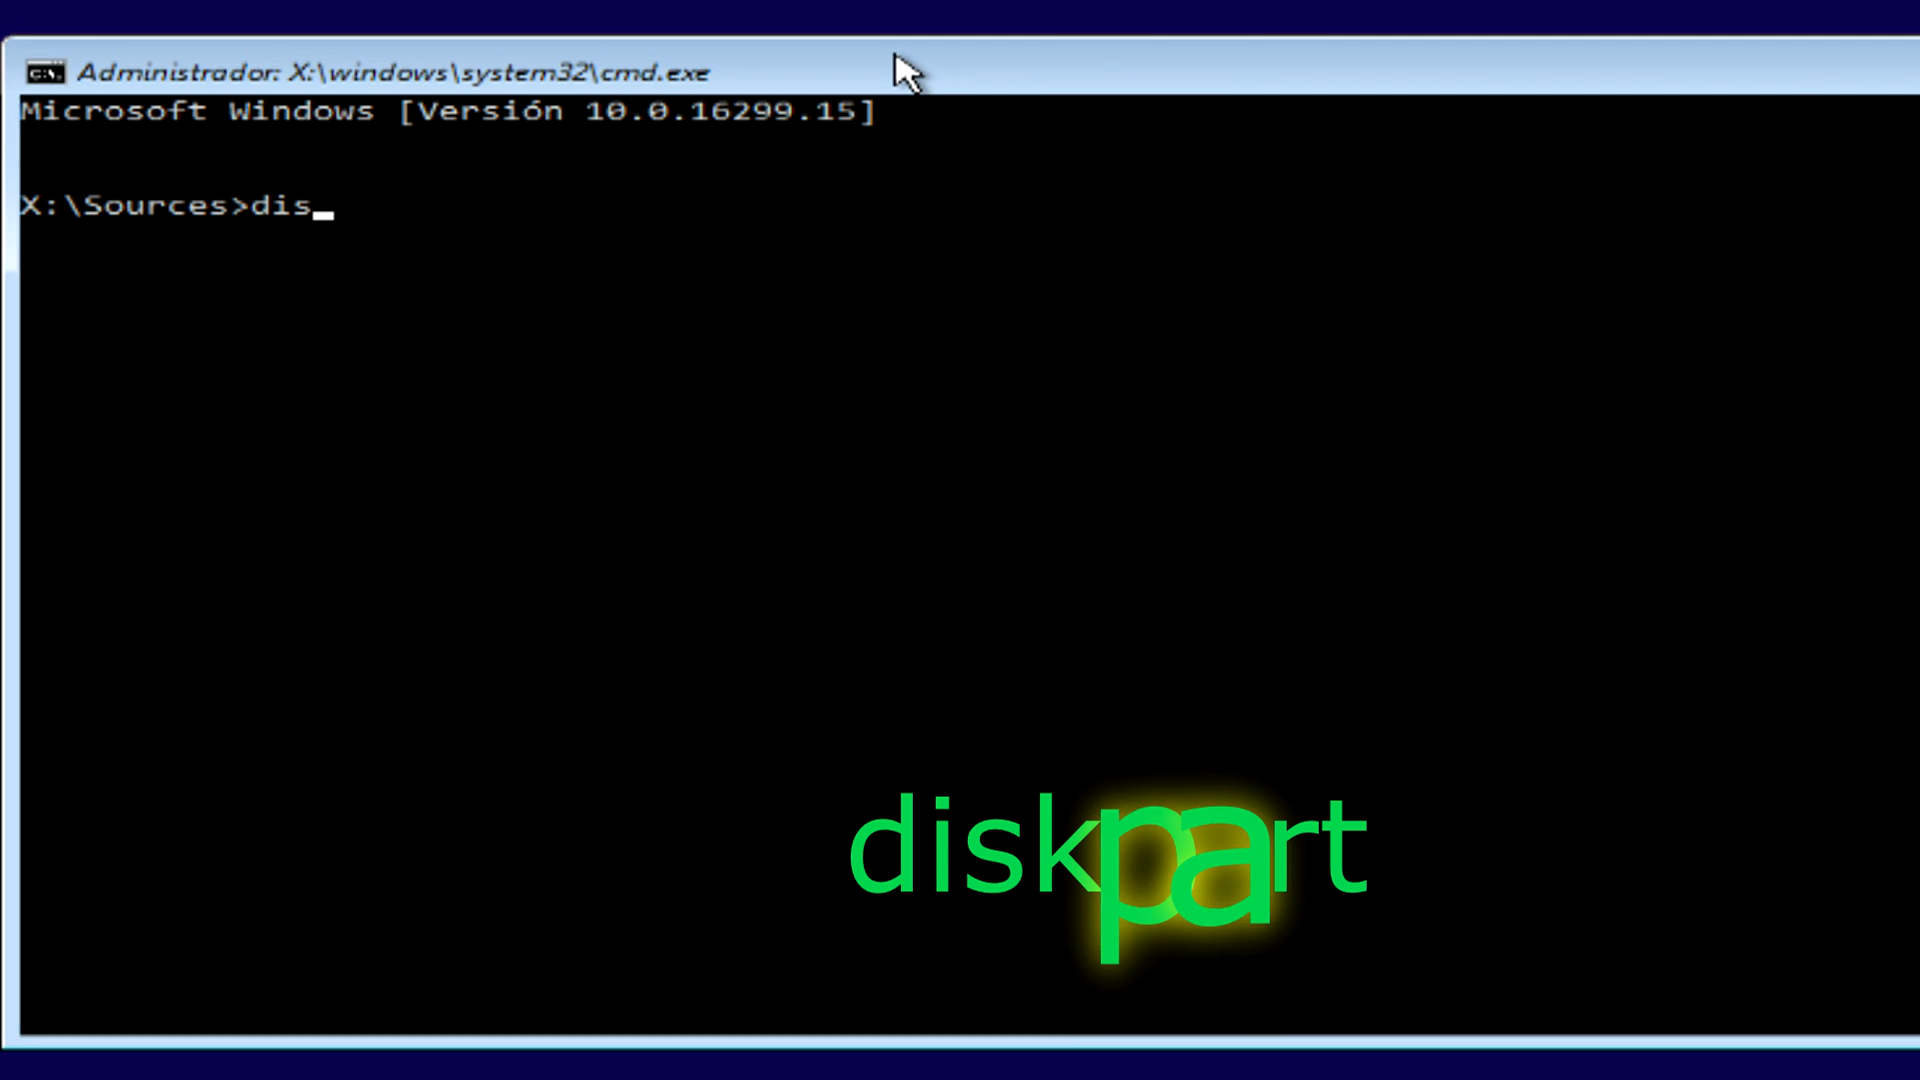 Administrador: X:\windows\system32\cmd.exe
Microsoft Windows [Versión 10.0.16299.15]
X:\Sources>dis
diskpart